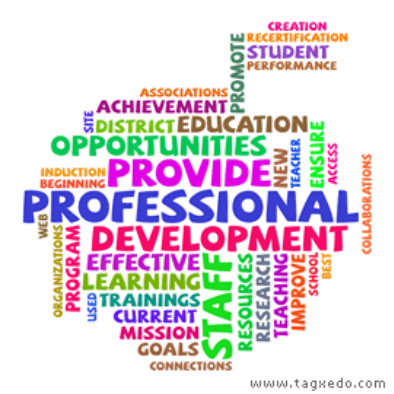 CREATION
RECERTIFICATION
PROMOTE
STUDENT
PERFORMANCE
ASSOCIATIONS
ACHIEVEMENT
SITE
DISTRICT
EDUCATION
OPPORTUNITIES
NEW
TEACHER
ENSURE
ACCESS
INDUCTION
BEGINNING
PROVIDE
COLLABORATIONS
PROFESSIONAL
WEB
ORGANIZATIONS
PROGRAM
DEVELOPMENT
EFFECTIVE
LEARNING
USED
TRAININGS
CURRENT
MISSION
GOALS
CONNECTIONS
STAFF
RESOURCES
RESEARCH
TEACHING
IMPROVE
SCHOOL
BEST
www.tagxedo.com